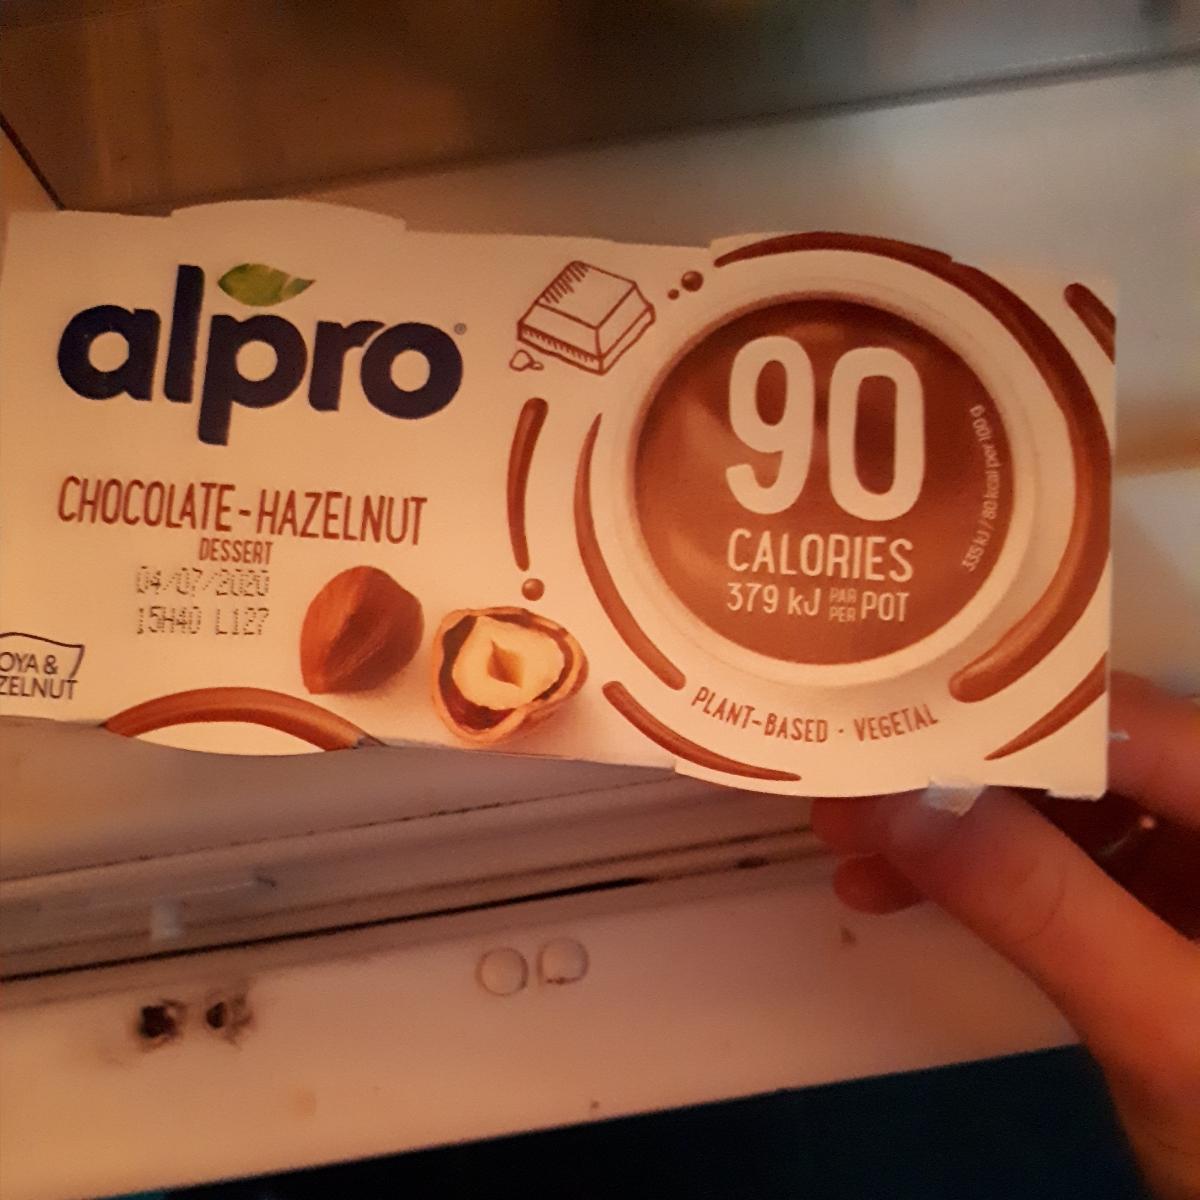 alpro®
CHOCOLATE-HAZELNUT
DESSERT
04/07/2020
15H40 L127
OYA &
ZELNUT
90
CALORIES
379 kJ PAR PER POT
335 kJ / 80 kcal per 100 g
PLANT-BASED · VEGETAL